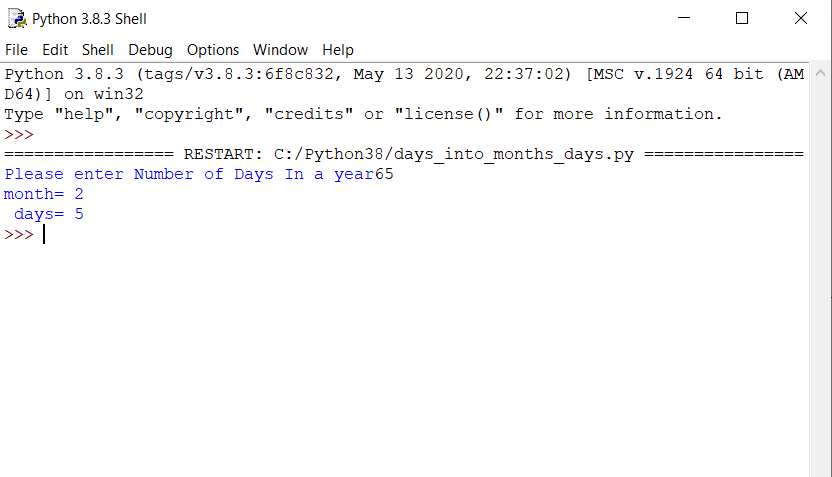 Python 3.8.3 Shell
File Edit Shell Debug Options Window Help
Python 3.8.3 (tags/v3.8.3:6f8c832, May 13 2020, 22:37:02) [MSC v.1924 64 bit (AM
D64)] on win32
Type "help", "copyright", "credits" or "license()" for more information.
>>>
================= RESTART: C:/Python38/days_into_months_days.py ================
Please enter Number of Days In a year65
month= 2
 days= 5
>>>